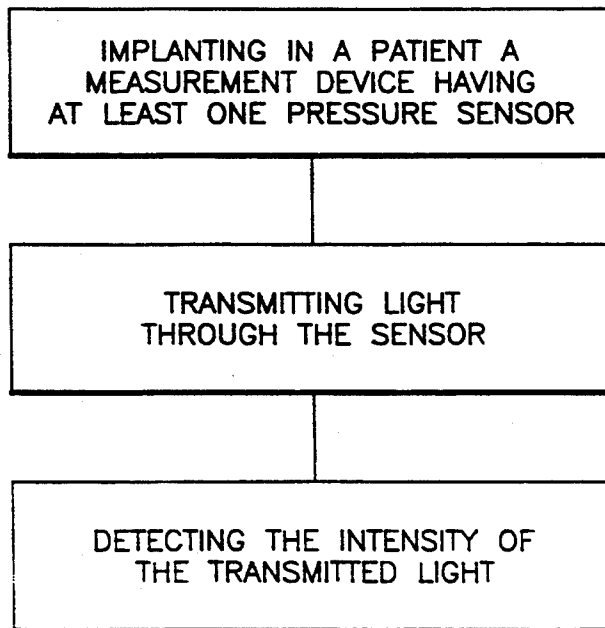 IMPLANTING IN A PATIENT A
MEASUREMENT DEVICE HAVING
AT LEAST ONE PRESSURE SENSOR
TRANSMITTING LIGHT
THROUGH THE SENSOR
DETECTING THE INTENSITY OF
THE TRANSMITTED LIGHT